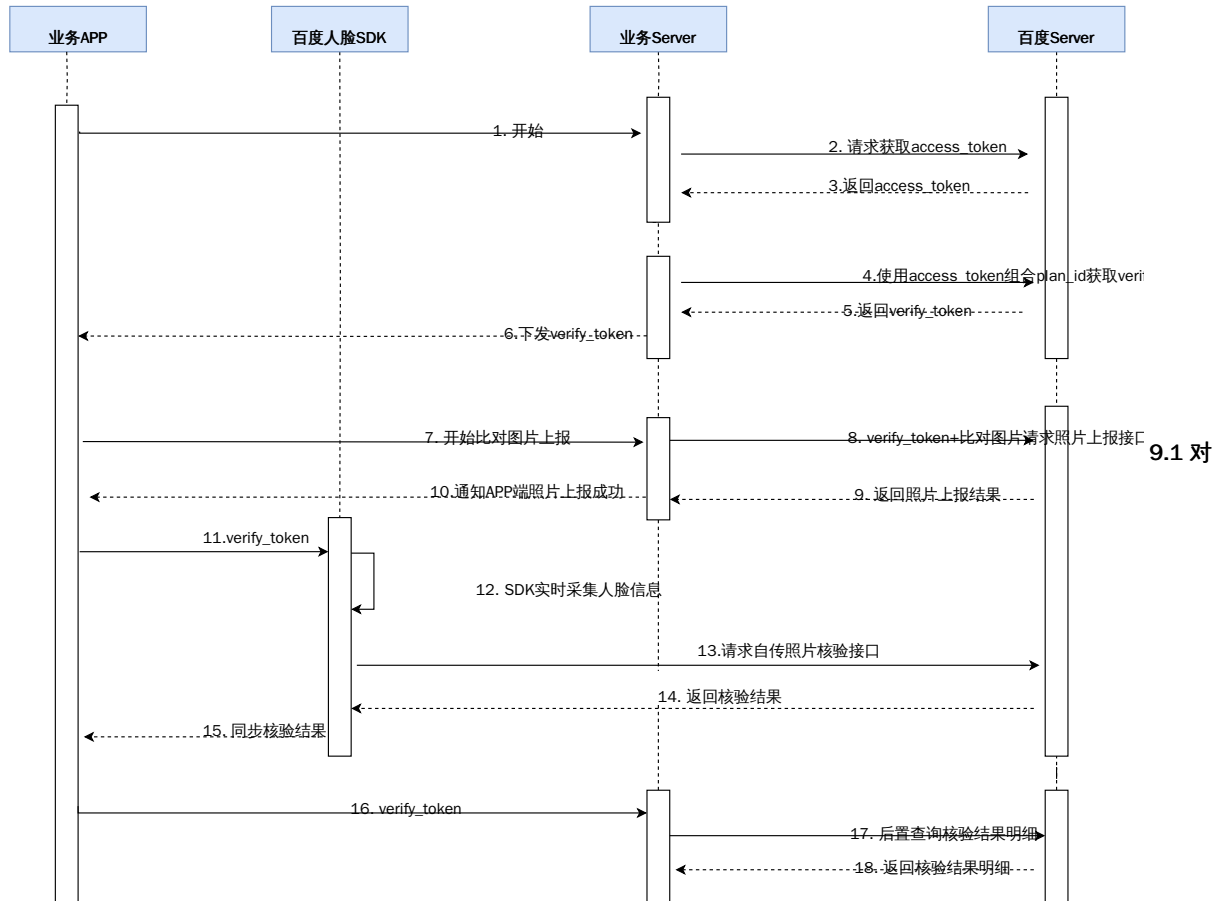 业务APP
百度人脸SDK
业务Server
百度Server
1. 开始
2. 请求获取access_token
3.返回access_token
4.使用access_token组合plan_id获取veri
5.返回verify_token
6.下发verify_token
7. 开始比对图片上报
8. verify_token+比对图片请求照片上报接口
9.1 对
10.通知APP端照片上报成功
9. 返回照片上报结果
11.verify_token
12. SDK实时采集人脸信息
13.请求自传照片核验接口
14. 返回核验结果
15. 同步核验结果
16. verify_token
17. 后置查询核验结果明细
18. 返回核验结果明细